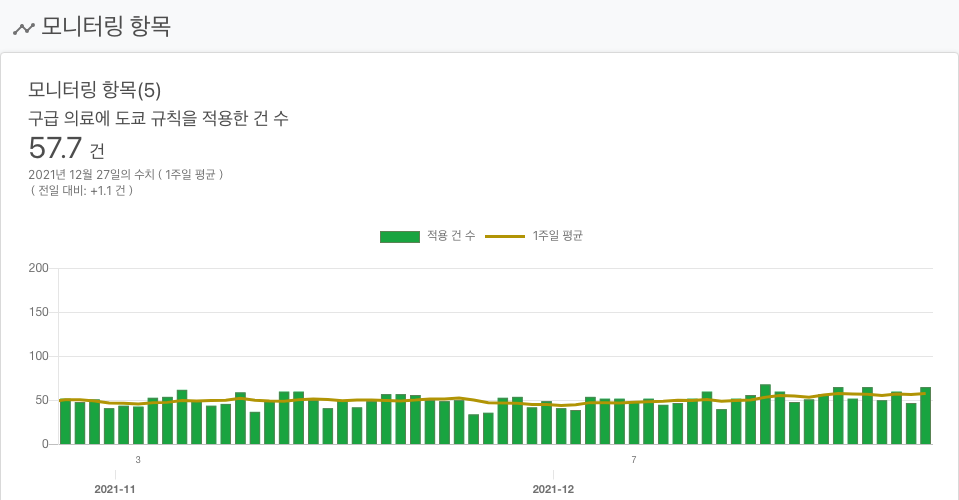 모니터링 항목
모니터링 항목(5)
구급 의료에 도쿄 규칙을 적용한 건 수
57.7 건
2021년 12월 27일의 수치 ( 1주일 평균 )
( 전일 대비: +1.1 건 )
적용 건 수 1주일 평균
200
150
100
50
0
3 7
2021-11 2021-12